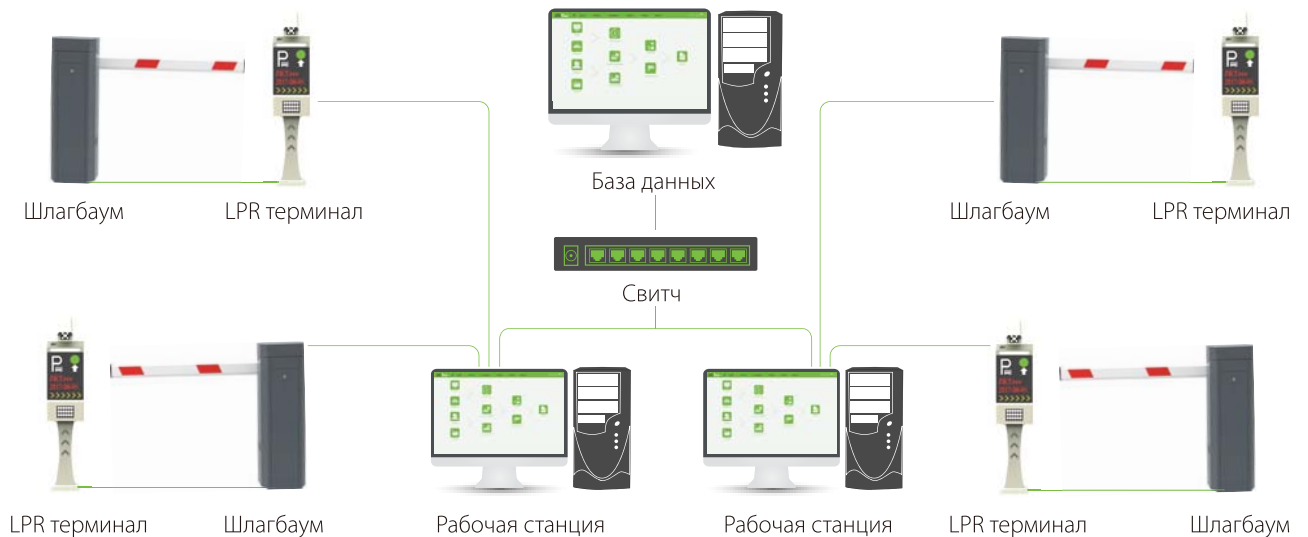 База данных
Шлагбаум
LPR терминал
Шлагбаум
LPR терминал
Свитч
LPR терминал
Шлагбаум
Рабочая станция
Рабочая станция
LPR терминал
Шлагбаум